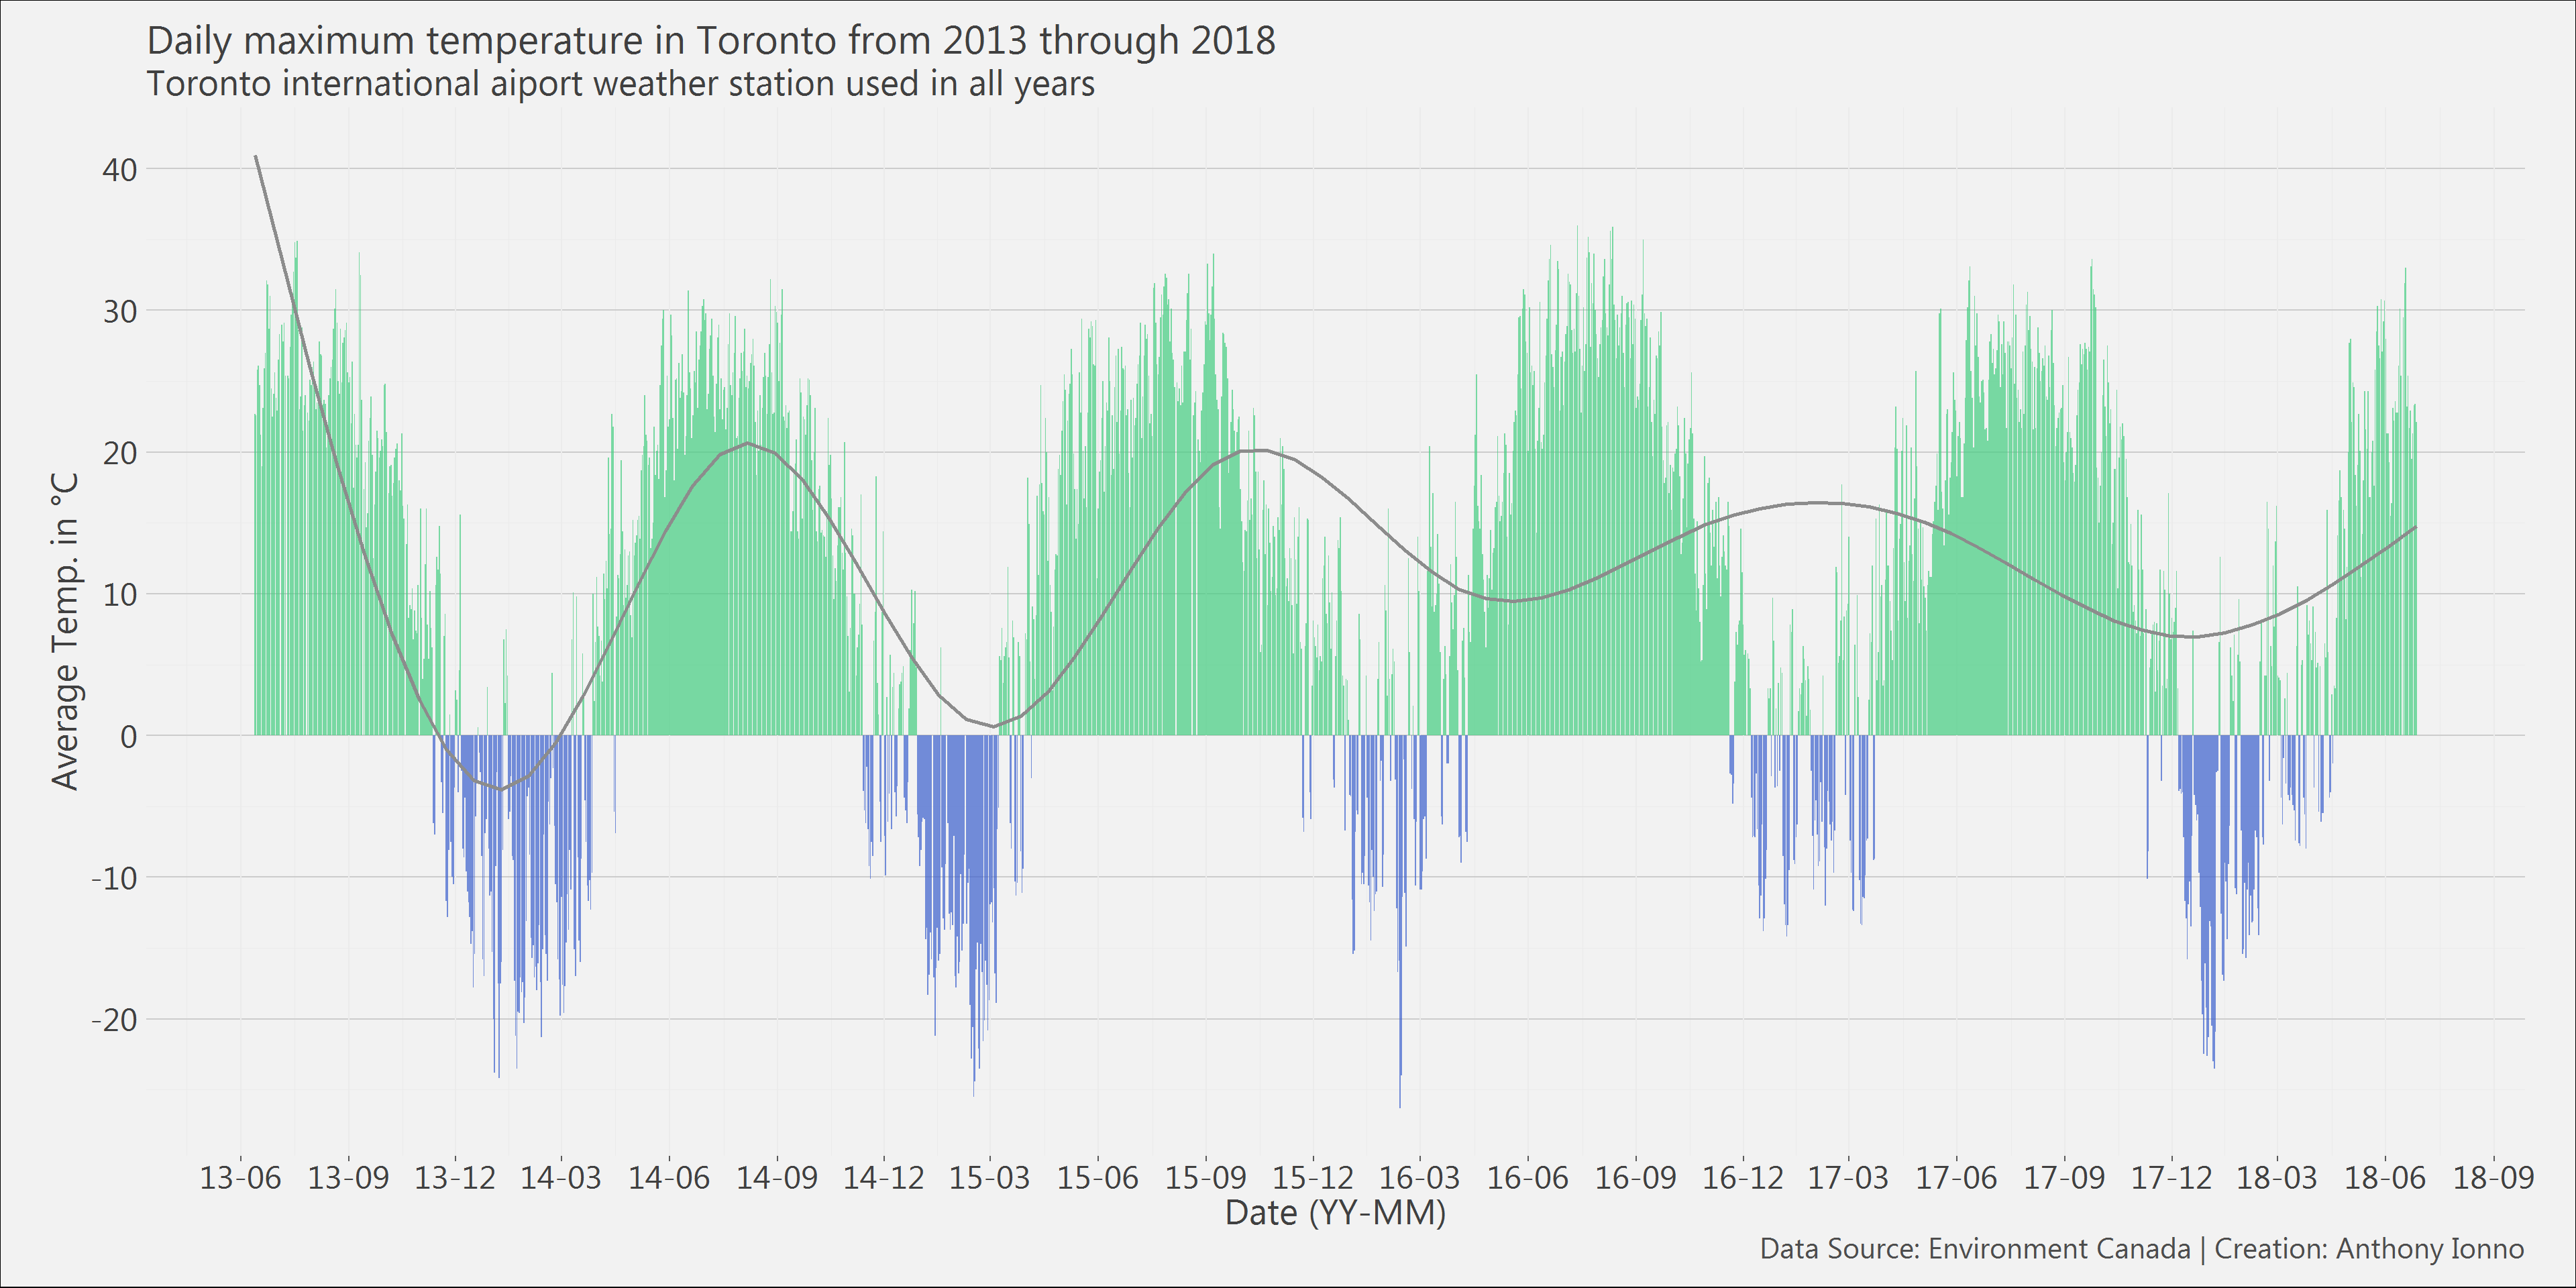 Daily maximum temperature in Toronto from 2013 through 2018
Toronto international aiport weather station used in all years
Average Temp. in °C
40
30
20
10
0
-10
-20
13-06 13-09 13-12 14-03 14-06 14-09 14-12 15-03 15-06 15-09 15-12 16-03 16-06 16-09 16-12 17-03 17-06 17-09 17-12 18-03 18-06 18-09
Date (YY-MM)
Data Source: Environment Canada | Creation: Anthony Ionno